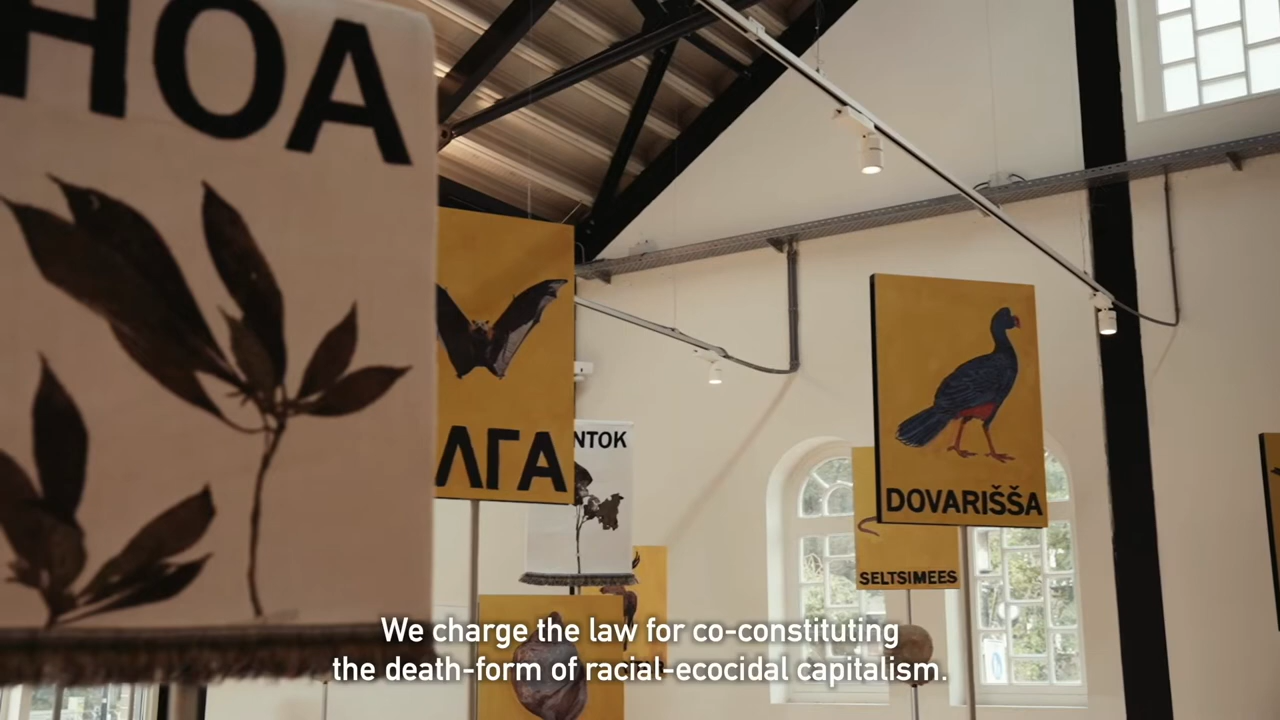 HOA
ΛΓΑ
NTOK
DOVARIŠŠA
SELTSIMEES
We charge the law for co-constituting
the death-form of racial-ecocidal capitalism.